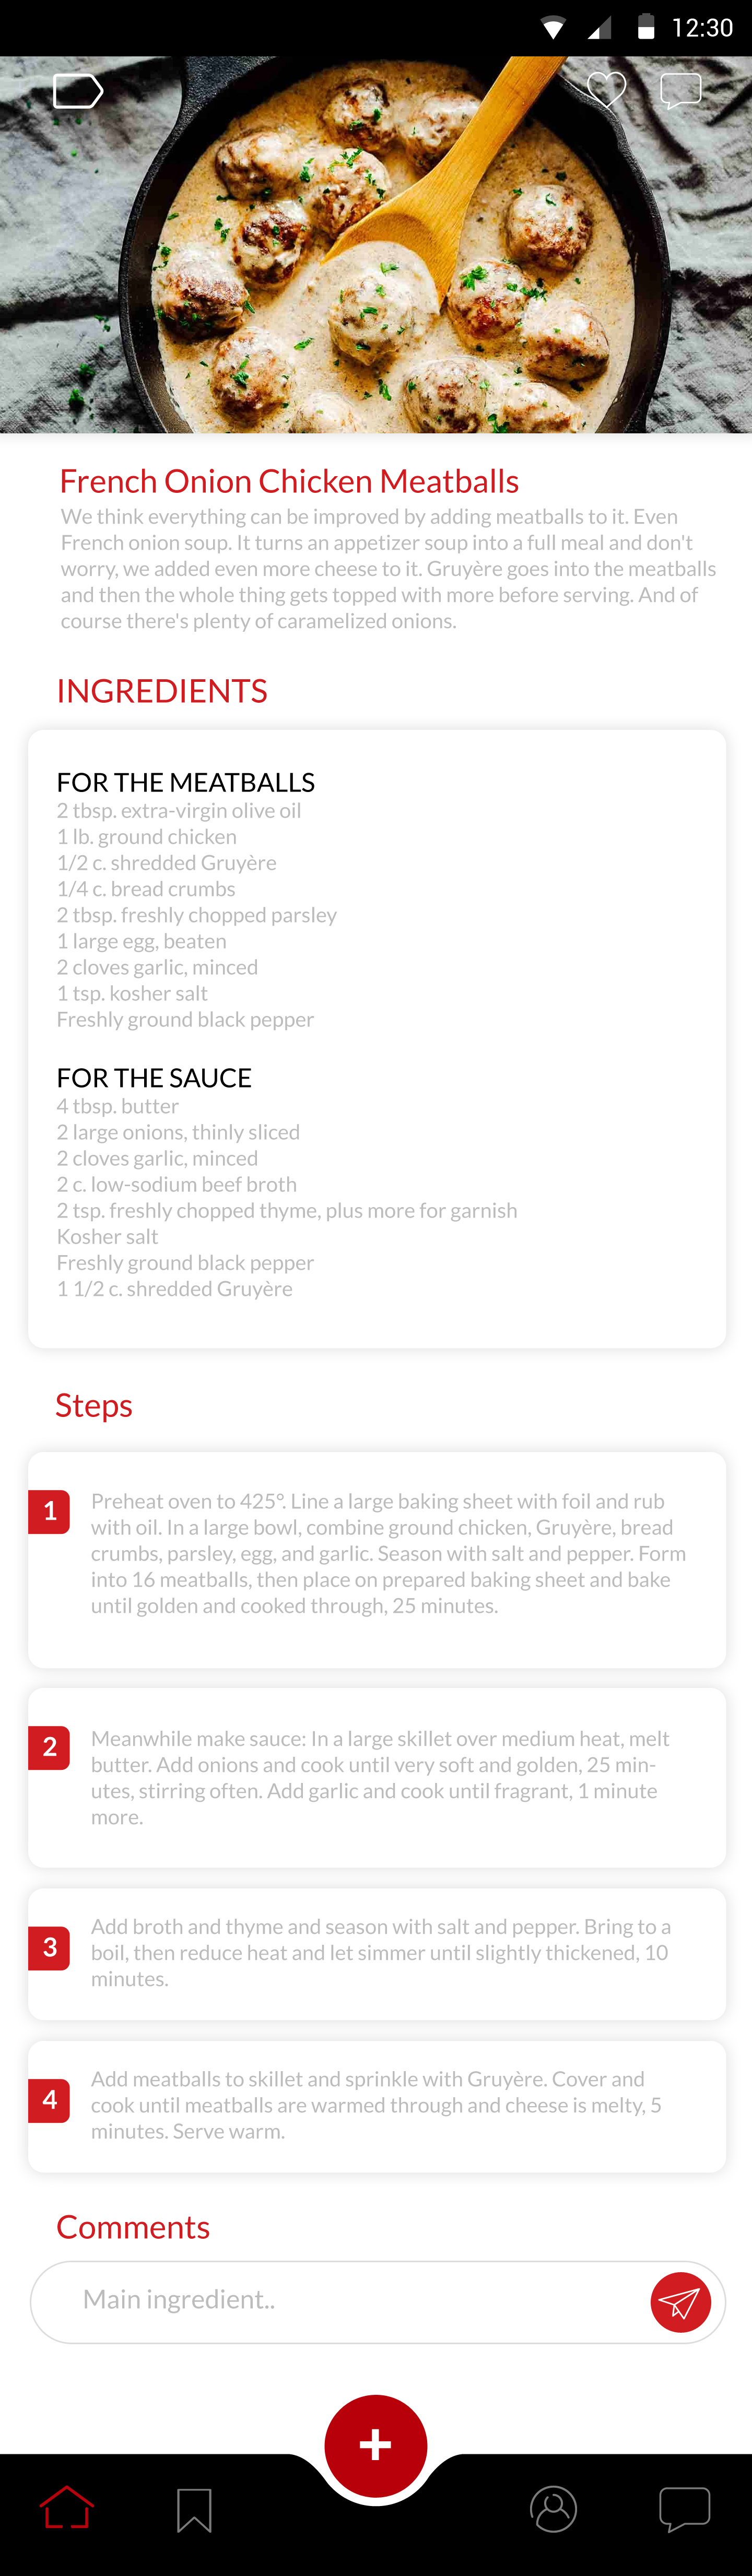 12:30
French Onion Chicken Meatballs
We think everything can be improved by adding meatballs to it. Even
French onion soup. It turns an appetizer soup into a full meal and don't
worry, we added even more cheese to it. Gruyère goes into the meatballs
and then the whole thing gets topped with more before serving. And of
course there's plenty of caramelized onions.
INGREDIENTS
FOR THE MEATBALLS
2 tbsp. extra-virgin olive oil
1 lb. ground chicken
1/2 c. shredded Gruyère
1/4 c. bread crumbs
2 tbsp. freshly chopped parsley
1 large egg, beaten
2 cloves garlic, minced
1 tsp. kosher salt
Freshly ground black pepper
FOR THE SAUCE
4 tbsp. butter
2 large onions, thinly sliced
2 cloves garlic, minced
2 c. low-sodium beef broth
2 tsp. freshly chopped thyme, plus more for garnish
Kosher salt
Freshly ground black pepper
1 1/2 c. shredded Gruyère
Steps
1
Preheat oven to 425°. Line a large baking sheet with foil and rub
with oil. In a large bowl, combine ground chicken, Gruyère, bread
crumbs, parsley, egg, and garlic. Season with salt and pepper. Form
into 16 meatballs, then place on prepared baking sheet and bake
until golden and cooked through, 25 minutes.
2
Meanwhile make sauce: In a large skillet over medium heat, melt
butter. Add onions and cook until very soft and golden, 25 min-
utes, stirring often. Add garlic and cook until fragrant, 1 minute
more.
3
Add broth and thyme and season with salt and pepper. Bring to a
boil, then reduce heat and let simmer until slightly thickened, 10
minutes.
4
Add meatballs to skillet and sprinkle with Gruyère. Cover and
cook until meatballs are warmed through and cheese is melty, 5
minutes. Serve warm.
Comments
Main ingredient..